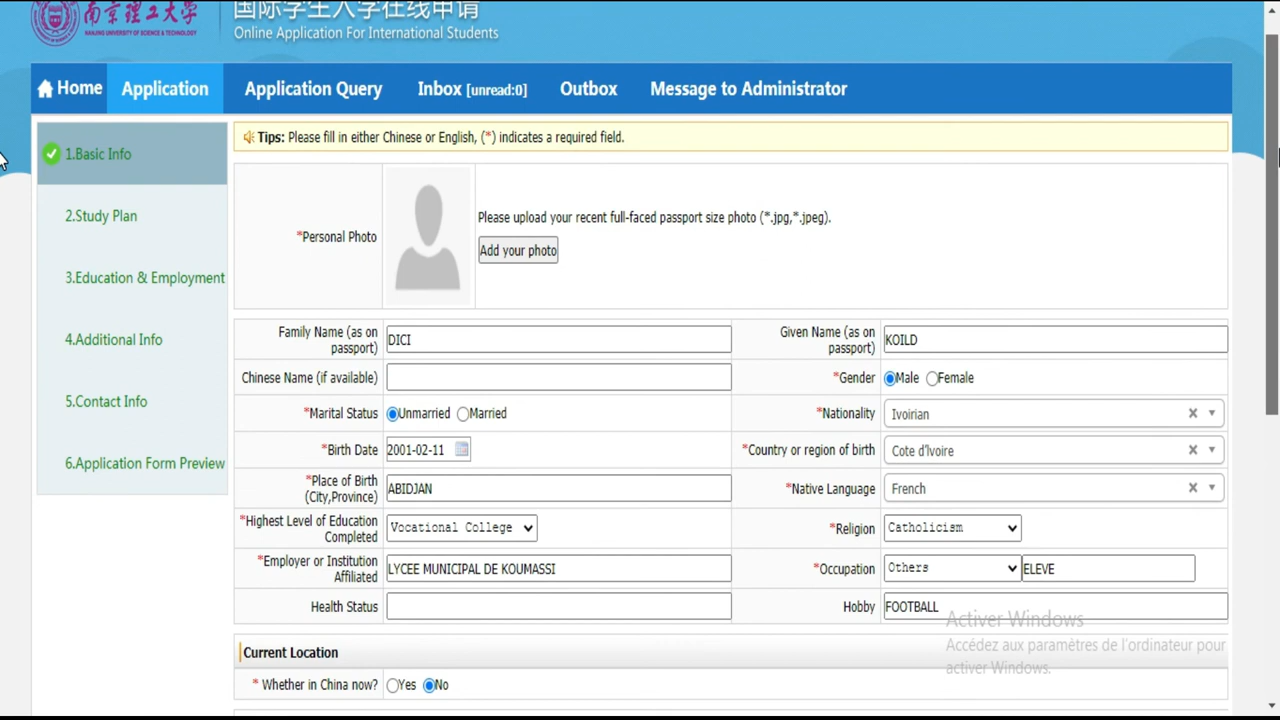 南京理工大学
NANJING UNIVERSITY OF SCIENCE & TECHNOLOGY
国际学生入学在线申请
Online Application For International Students
Home Application Application Query Inbox [unread:0] Outbox Message to Administrator
1.Basic Info
2.Study Plan
3.Education & Employment
4.Additional Info
5.Contact Info
6.Application Form Preview
Tips: Please fill in either Chinese or English, (*) indicates a required field.
*Personal Photo
Please upload your recent full-faced passport size photo (*.jpg,*.jpeg).
Add your photo
Family Name (as on passport) DICI
Given Name (as on passport) KOILD
Chinese Name (if available)
*Gender Male Female
*Marital Status Unmarried Married
*Nationality Ivoirian
*Birth Date 2001-02-11
*Country or region of birth Cote d'Ivoire
*Place of Birth (City,Province) ABIDJAN
*Native Language French
*Highest Level of Education Completed Vocational College
*Religion Catholicism
*Employer or Institution Affiliated LYCEE MUNICIPAL DE KOUMASSI
*Occupation Others ELEVE
Health Status
Hobby FOOTBALL
Activer Windows
Accédez aux paramètres de l'ordinateur pour
activer Windows.
Current Location
* Whether in China now? Yes No